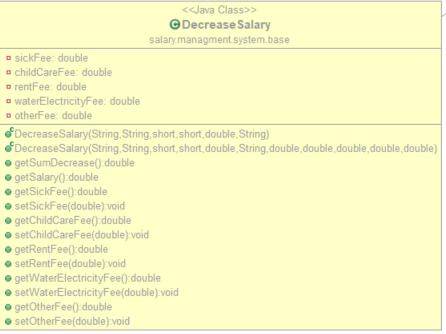 <<Java Class>>
DecreaseSalary
salary.managment.system.base
sickFee: double
childCareFee: double
rentFee: double
waterElectricityFee: double
otherFee: double
DecreaseSalary(String,String,short,short,double,String)
DecreaseSalary(String,String,short,short,double,String,double,double,double,double,double)
getSumDecrease():double
getSalary():double
getSickFee():double
setSickFee(double):void
getChildCareFee():double
setChildCareFee(double):void
getRentFee():double
setRentFee(double):void
getWaterElectricityFee():double
setWaterElectricityFee(double):void
getOtherFee():double
setOtherFee(double):void